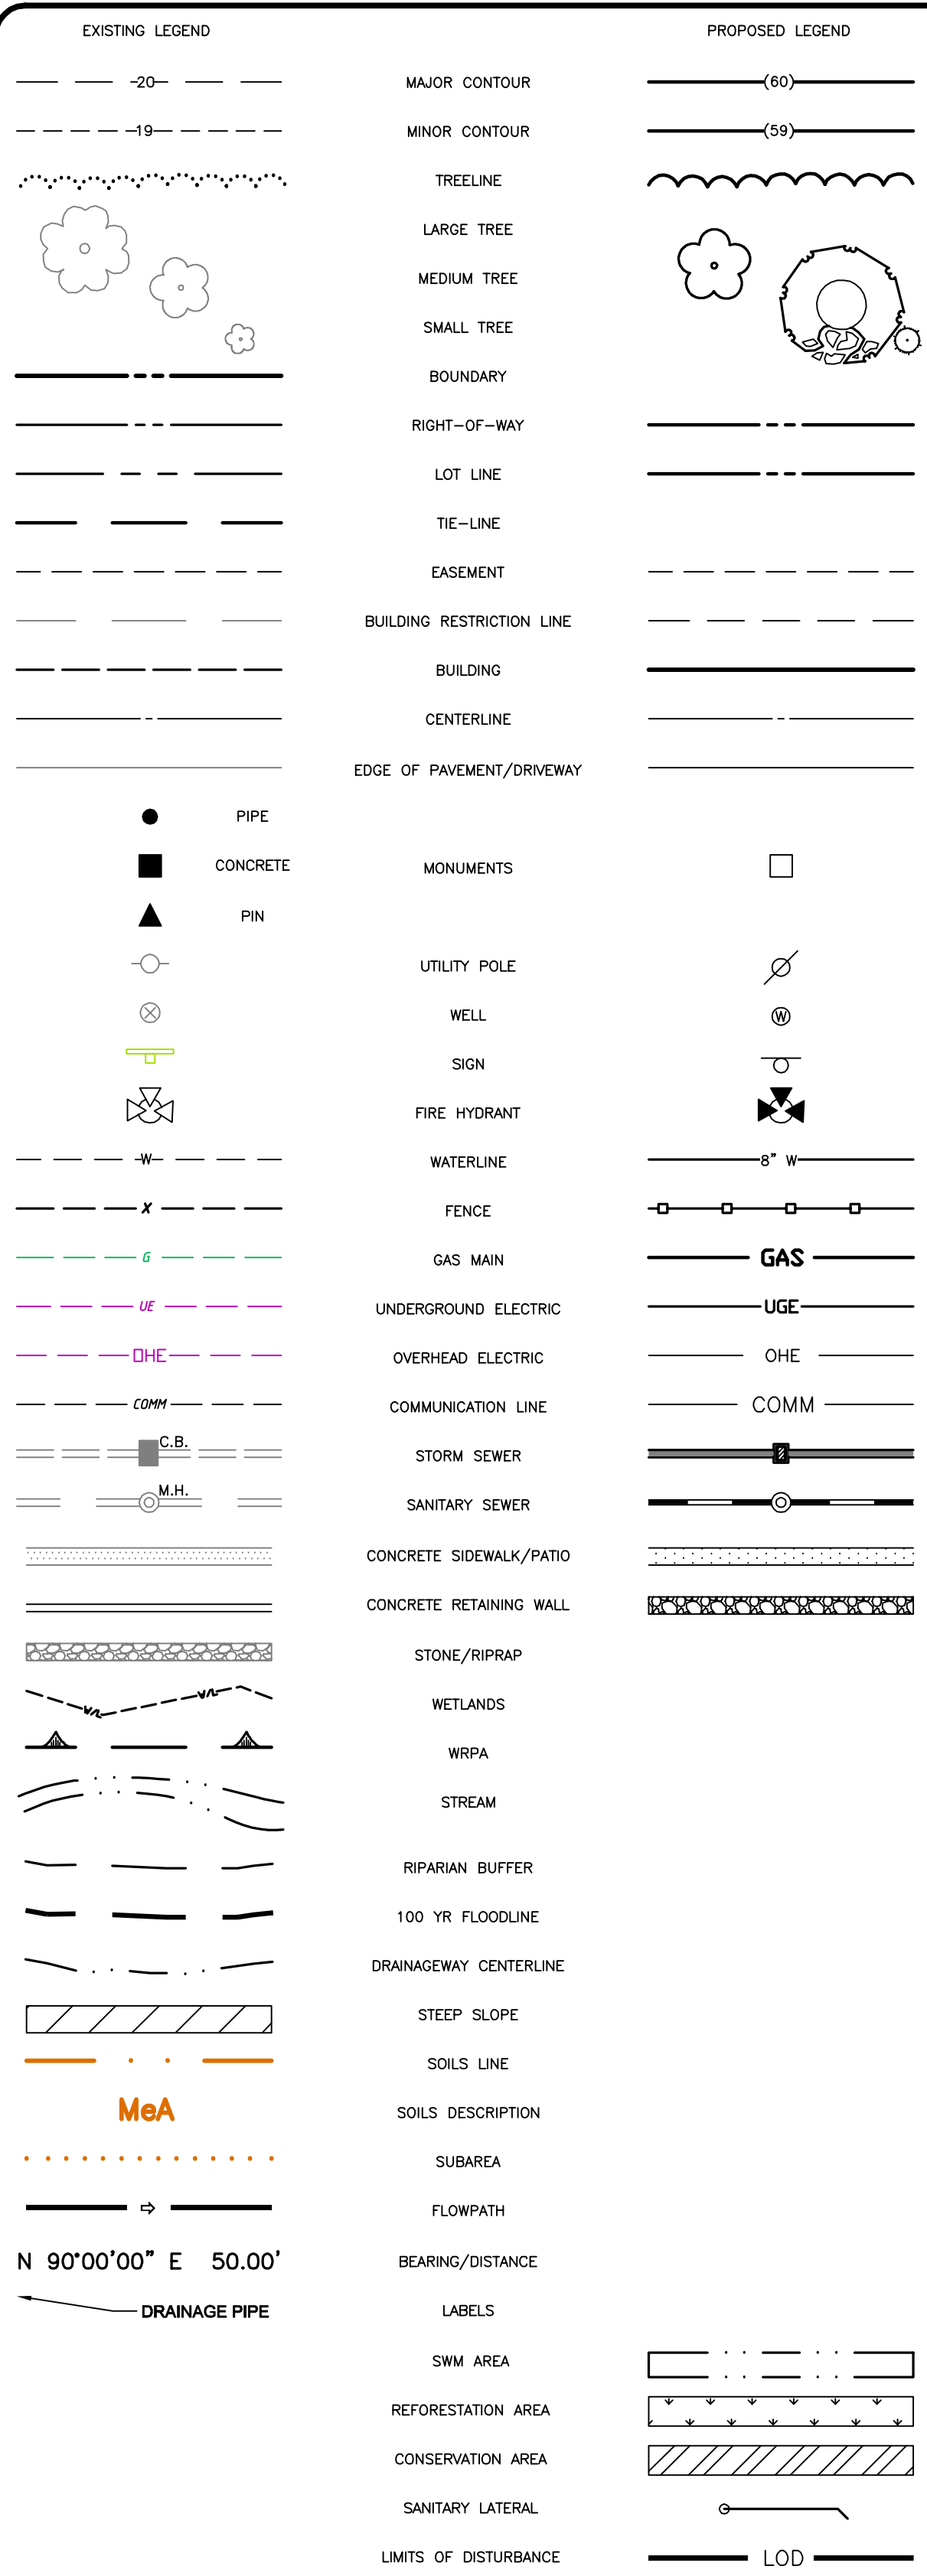 EXISTING LEGEND PROPOSED LEGEND
20 MAJOR CONTOUR (60)
19 MINOR CONTOUR (59)
TREELINE
LARGE TREE
MEDIUM TREE
SMALL TREE
BOUNDARY
RIGHT-OF-WAY
LOT LINE
TIE-LINE
EASEMENT
BUILDING RESTRICTION LINE
BUILDING
CENTERLINE
EDGE OF PAVEMENT/DRIVEWAY
PIPE
CONCRETE MONUMENTS
PIN
UTILITY POLE
WELL W
SIGN
FIRE HYDRANT
W WATERLINE 8" W
X FENCE
G GAS MAIN GAS
UE UNDERGROUND ELECTRIC UGE
OHE OVERHEAD ELECTRIC OHE
COMM COMMUNICATION LINE COMM
C.B. STORM SEWER
M.H. SANITARY SEWER
CONCRETE SIDEWALK/PATIO
CONCRETE RETAINING WALL
STONE/RIPRAP
WETLANDS
WRPA
STREAM
RIPARIAN BUFFER
100 YR FLOODLINE
DRAINAGEWAY CENTERLINE
STEEP SLOPE
SOILS LINE
MeA SOILS DESCRIPTION
SUBAREA
FLOWPATH
N 90°00'00" E 50.00' BEARING/DISTANCE
DRAINAGE PIPE LABELS
SWM AREA
REFORESTATION AREA
CONSERVATION AREA
SANITARY LATERAL
LIMITS OF DISTURBANCE LOD